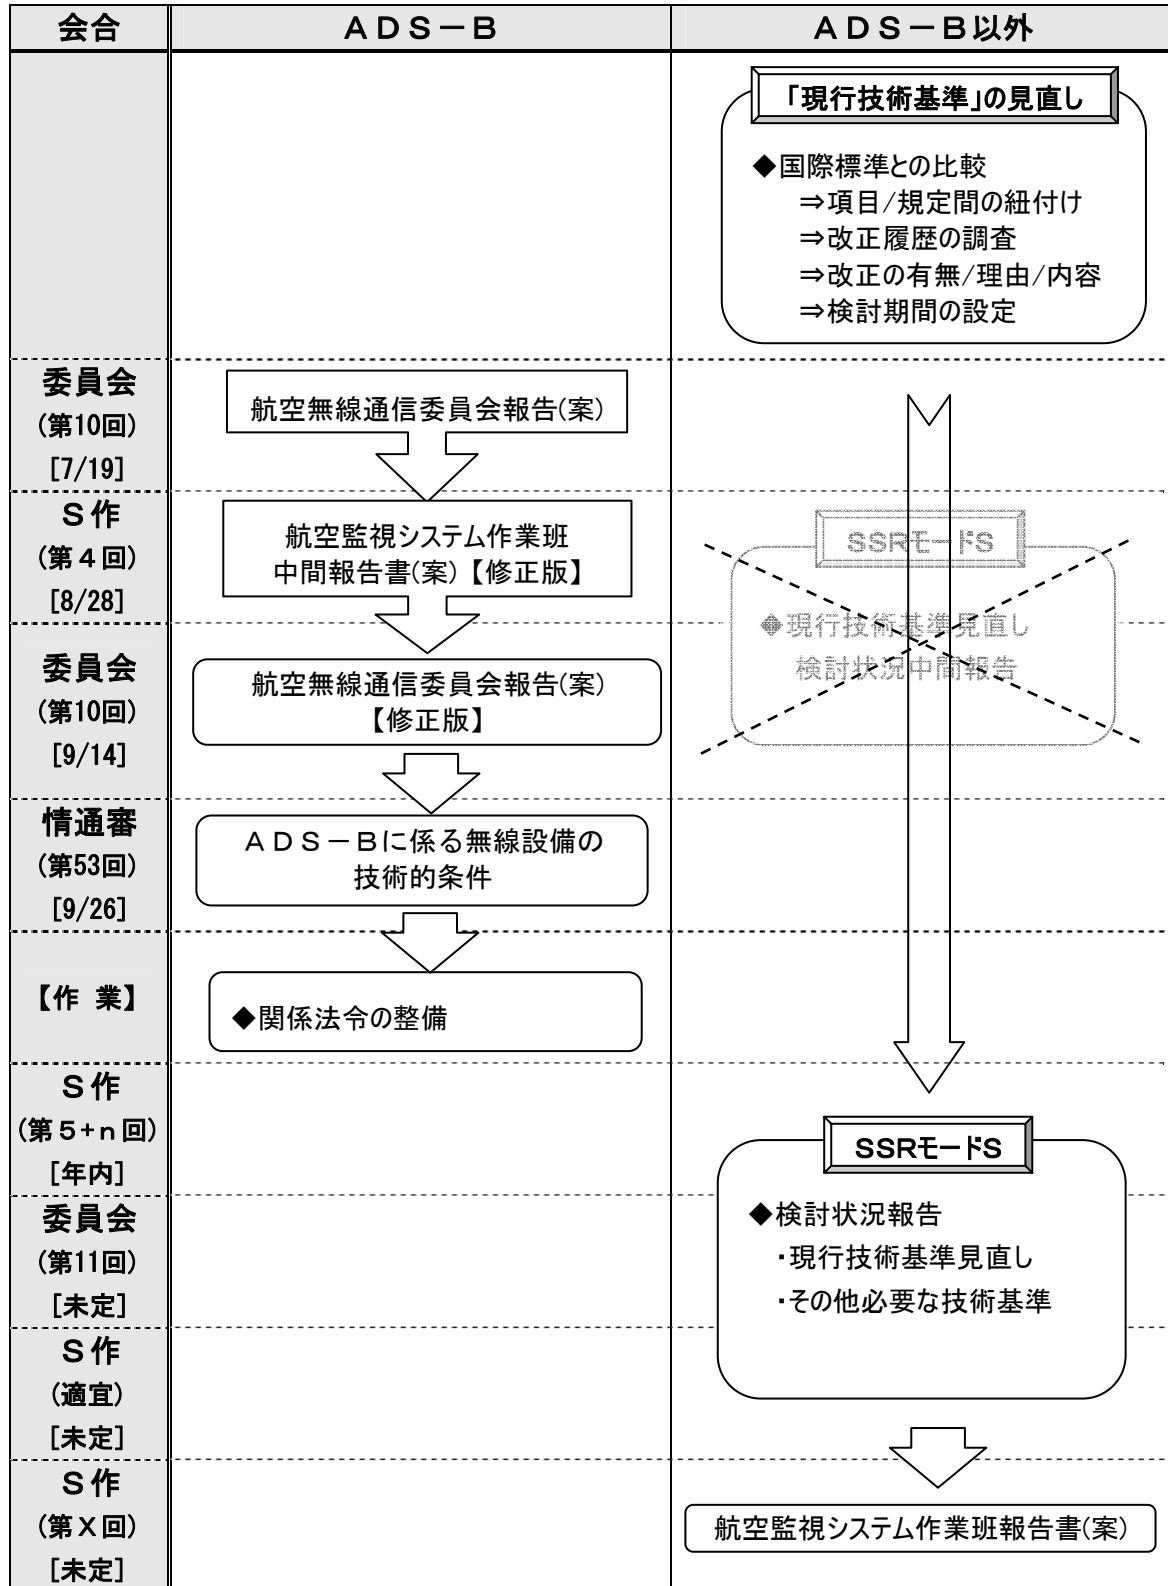 会合
ＡＤＳ－Ｂ
ＡＤＳ－Ｂ以外
「現行技術基準」の見直し
◆国際標準との比較
⇒項目/規定間の紐付け
⇒改正履歴の調査
⇒改正の有無/理由/内容
⇒検討期間の設定
委員会
(第10回)
[7/19]
航空無線通信委員会報告(案)
Ｓ作
(第４回)
[8/28]
航空監視システム作業班
中間報告書(案)【修正版】
SSRモードS
◆現行技術基準見直し
検討状況中間報告
委員会
(第10回)
[9/14]
航空無線通信委員会報告(案)
【修正版】
情通審
(第53回)
[9/26]
ＡＤＳ－Ｂに係る無線設備の
技術的条件
【作 業】
◆関係法令の整備
Ｓ作
(第５+ｎ回)
[年内]
SSRモードS
◆検討状況報告
・現行技術基準見直し
・その他必要な技術基準
委員会
(第11回)
[未定]
Ｓ作
(適宜)
[未定]
Ｓ作
(第Ｘ回)
[未定]
航空監視システム作業班報告書(案)